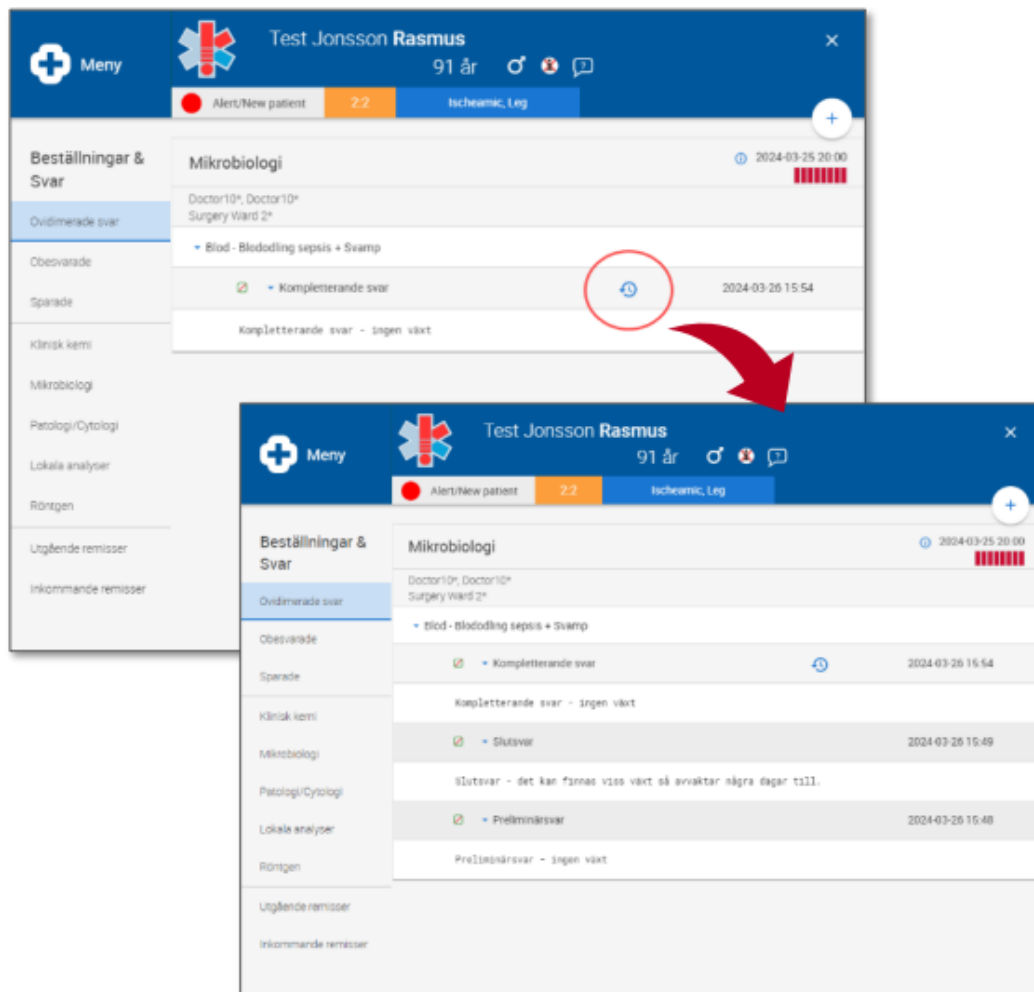 Test Jonsson Rasmus
Meny
91 år
Alert/New patient 2:2 Ischeamic, Leg
+
Beställningar &
Svar
Ovidimerade svar
Obesvarade
Sparade
Klinisk kemi
Mikrobiologi
Patologi/Cytologi
Lokala analyser
Röntgen
Utgående remisser
Inkommande remisser
Mikrobiologi 2024-03-25 20:00
Doctor10*, Doctor10*
Surgery Ward 2*
Blod - Blododling sepsis + Svamp
Kompletterande svar 2024-03-26 15:54
Kompletterande svar - ingen växt
Test Jonsson Rasmus
Meny
91 år
Alert/New patient 2:2 Ischeamic, Leg
+
Beställningar &
Svar
Ovidimerade svar
Obesvarade
Sparade
Klinisk kemi
Mikrobiologi
Patologi/Cytologi
Lokala analyser
Röntgen
Utgående remisser
Inkommande remisser
Mikrobiologi 2024-03-25 20:00
Doctor10*, Doctor10*
Surgery Ward 2*
Blod - Blododling sepsis + Svamp
Kompletterande svar 2024-03-26 15:54
Kompletterande svar - ingen växt
Slutsvar 2024-03-26 15:49
Slutsvar - det kan finnas viss växt så avvaktar några dagar till.
Preliminärsvar 2024-03-26 15:48
Preliminärsvar - ingen växt